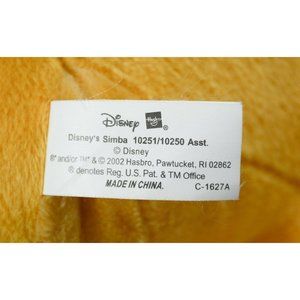 Disney Hasbro
Disney's Simba 10251/10250 Asst.
© Disney
®* and/or ™* & © 2002 Hasbro, Pawtucket, RI 02862
® denotes Reg. U.S. Pat. & TM Office
MADE IN CHINA.
C-1627A